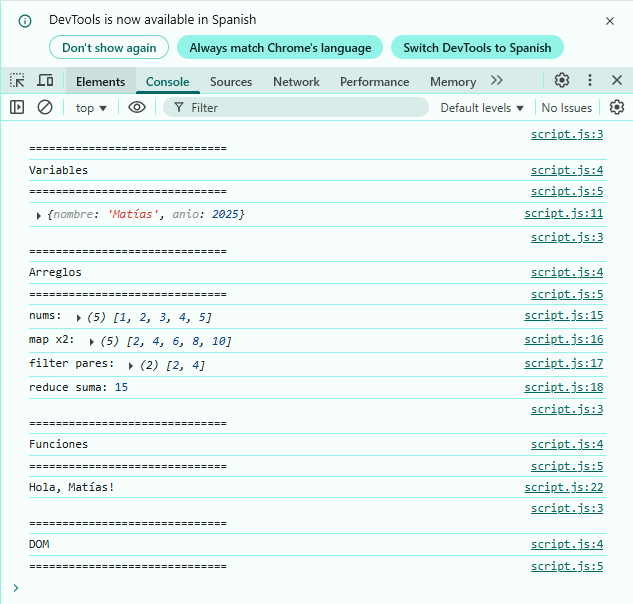 DevTools is now available in Spanish
Don't show again Always match Chrome's language Switch DevTools to Spanish
Elements Console Sources Network Performance Memory
top Filter Default levels No Issues
script.js:3
==============================
Variables script.js:4
============================== script.js:5
{nombre: 'Matías', anio: 2025} script.js:11
script.js:3
==============================
Arreglos script.js:4
============================== script.js:5
nums: (5) [1, 2, 3, 4, 5] script.js:15
map x2: (5) [2, 4, 6, 8, 10] script.js:16
filter pares: (2) [2, 4] script.js:17
reduce suma: 15 script.js:18
script.js:3
==============================
Funciones script.js:4
============================== script.js:5
Hola, Matías! script.js:22
script.js:3
==============================
DOM script.js:4
============================== script.js:5